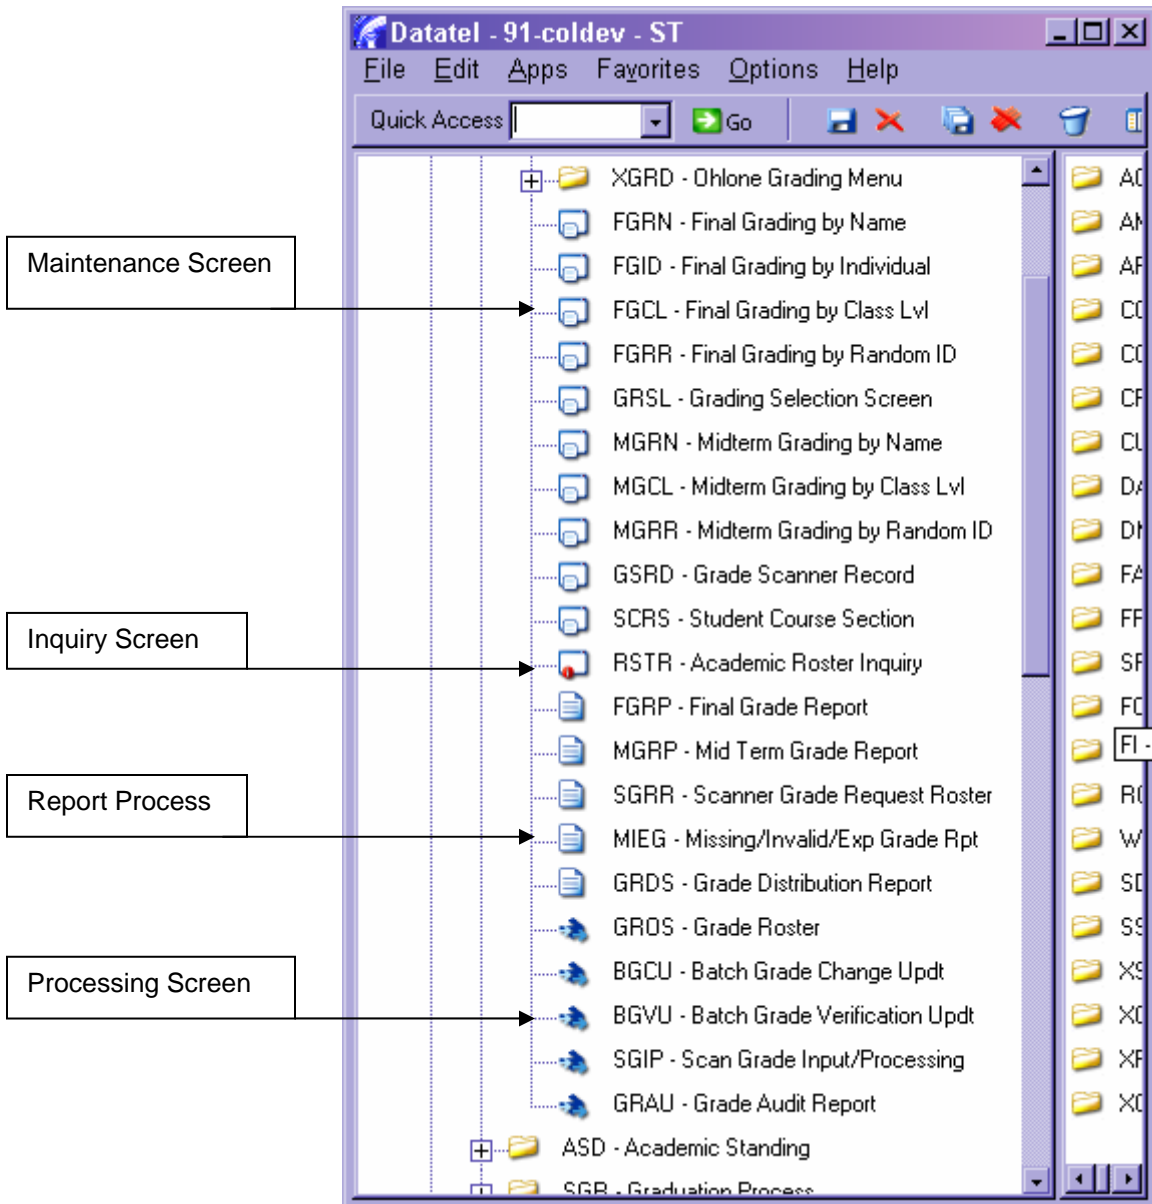 Datatel - 91-coldev - ST
File Edit Apps Favorites Options Help
Quick Access Go
XGRD - Ohlone Grading Menu
FGRN - Final Grading by Name
Maintenance Screen
FGID - Final Grading by Individual
FGCL - Final Grading by Class Lvl
FGRR - Final Grading by Random ID
GRSL - Grading Selection Screen
MGRN - Midterm Grading by Name
MGCL - Midterm Grading by Class Lvl
MGRR - Midterm Grading by Random ID
GSRD - Grade Scanner Record
SCRS - Student Course Section
Inquiry Screen
RSTR - Academic Roster Inquiry
FGRP - Final Grade Report
MGRP - Mid Term Grade Report
FI -
Report Process
SGRR - Scanner Grade Request Roster
MIEG - Missing/Invalid/Exp Grade Rpt
GRDS - Grade Distribution Report
GROS - Grade Roster
Processing Screen
BGCU - Batch Grade Change Updt
BGVU - Batch Grade Verification Updt
SGIP - Scan Grade Input/Processing
GRAU - Grade Audit Report
ASD - Academic Standing
SGR - Graduation Process